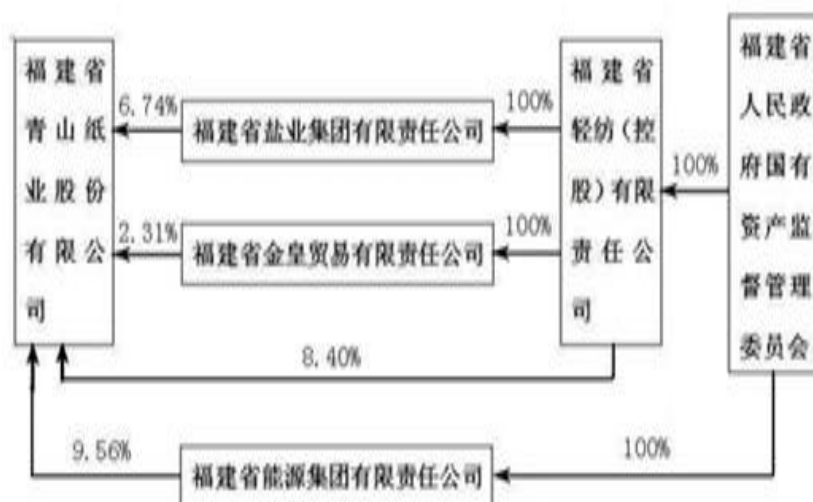 福建省
青山纸
业股份
有限公
司
6.74%
福建省盐业集团有限责任公司
100%
2.31%
福建省金皇贸易有限责任公司
100%
8.40%
福建省
轻纺（控
股）有限
责任公
司
100%
福建省
人民政
府国有
资产监
督管理
委员会
9.56%
福建省能源集团有限责任公司
100%